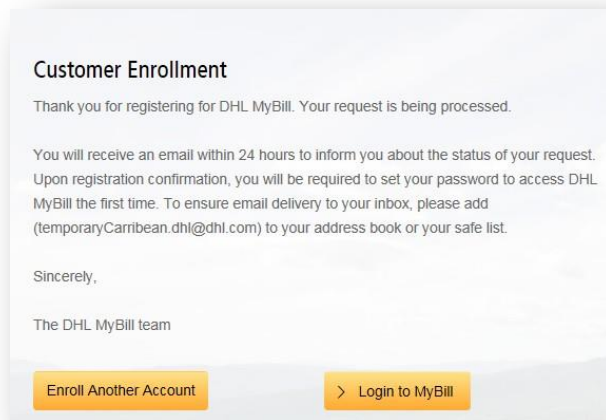 Customer Enrollment
Thank you for registering for DHL MyBill. Your request is being processed.
You will receive an email within 24 hours to inform you about the status of your request.
Upon registration confirmation, you will be required to set your password to access DHL
MyBill the first time. To ensure email delivery to your inbox, please add
(temporaryCarribean.dhl@dhl.com) to your address book or your safe list.
Sincerely,
The DHL MyBill team
Enroll Another Account
> Login to MyBill